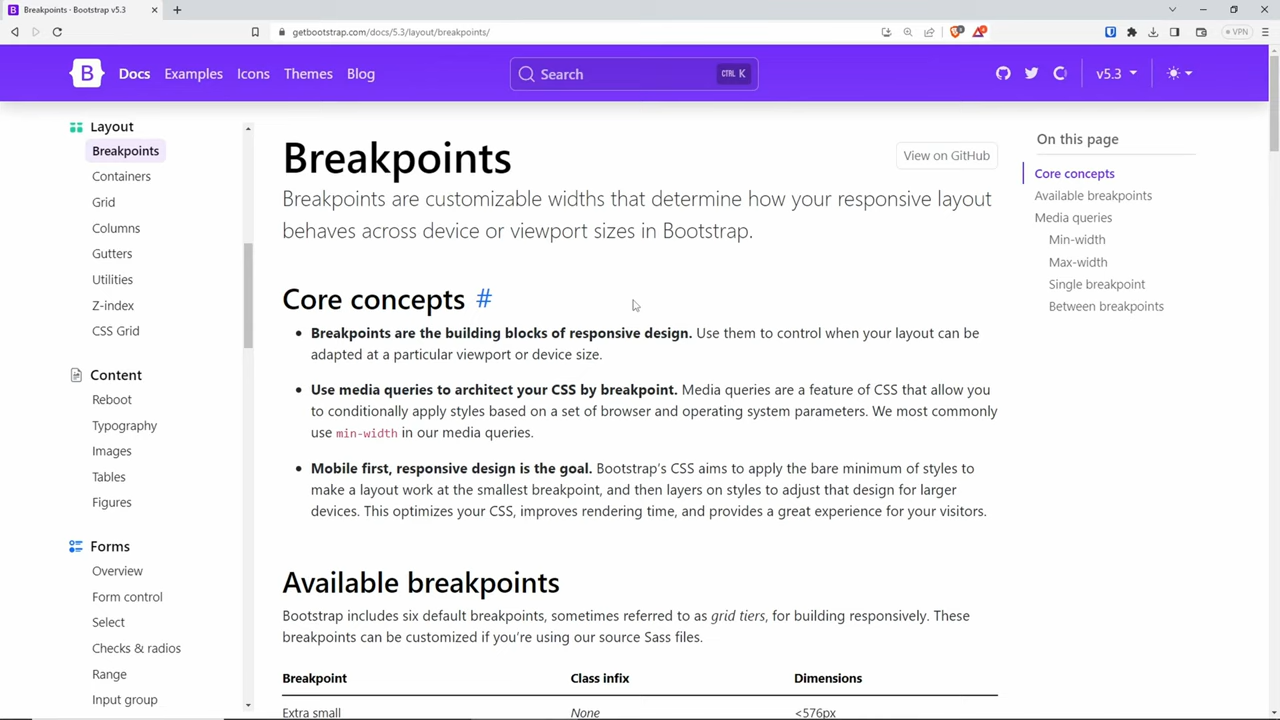 Breakpoints · Bootstrap v5.3
getbootstrap.com/docs/5.3/layout/breakpoints/
VPN
B Docs Examples Icons Themes Blog
Search CTRL K
v5.3
Layout
Breakpoints
Containers
Grid
Columns
Gutters
Utilities
Z-index
CSS Grid
Content
Reboot
Typography
Images
Tables
Figures
Forms
Overview
Form control
Select
Checks & radios
Range
Input group
Breakpoints
View on GitHub
Breakpoints are customizable widths that determine how your responsive layout
behaves across device or viewport sizes in Bootstrap.
Core concepts #
• Breakpoints are the building blocks of responsive design. Use them to control when your layout can be
adapted at a particular viewport or device size.
• Use media queries to architect your CSS by breakpoint. Media queries are a feature of CSS that allow you
to conditionally apply styles based on a set of browser and operating system parameters. We most commonly
use min-width in our media queries.
• Mobile first, responsive design is the goal. Bootstrap’s CSS aims to apply the bare minimum of styles to
make a layout work at the smallest breakpoint, and then layers on styles to adjust that design for larger
devices. This optimizes your CSS, improves rendering time, and provides a great experience for your visitors.
Available breakpoints
Bootstrap includes six default breakpoints, sometimes referred to as grid tiers, for building responsively. These
breakpoints can be customized if you’re using our source Sass files.
Breakpoint Class infix Dimensions
Extra small None <576px
On this page
Core concepts
Available breakpoints
Media queries
Min-width
Max-width
Single breakpoint
Between breakpoints